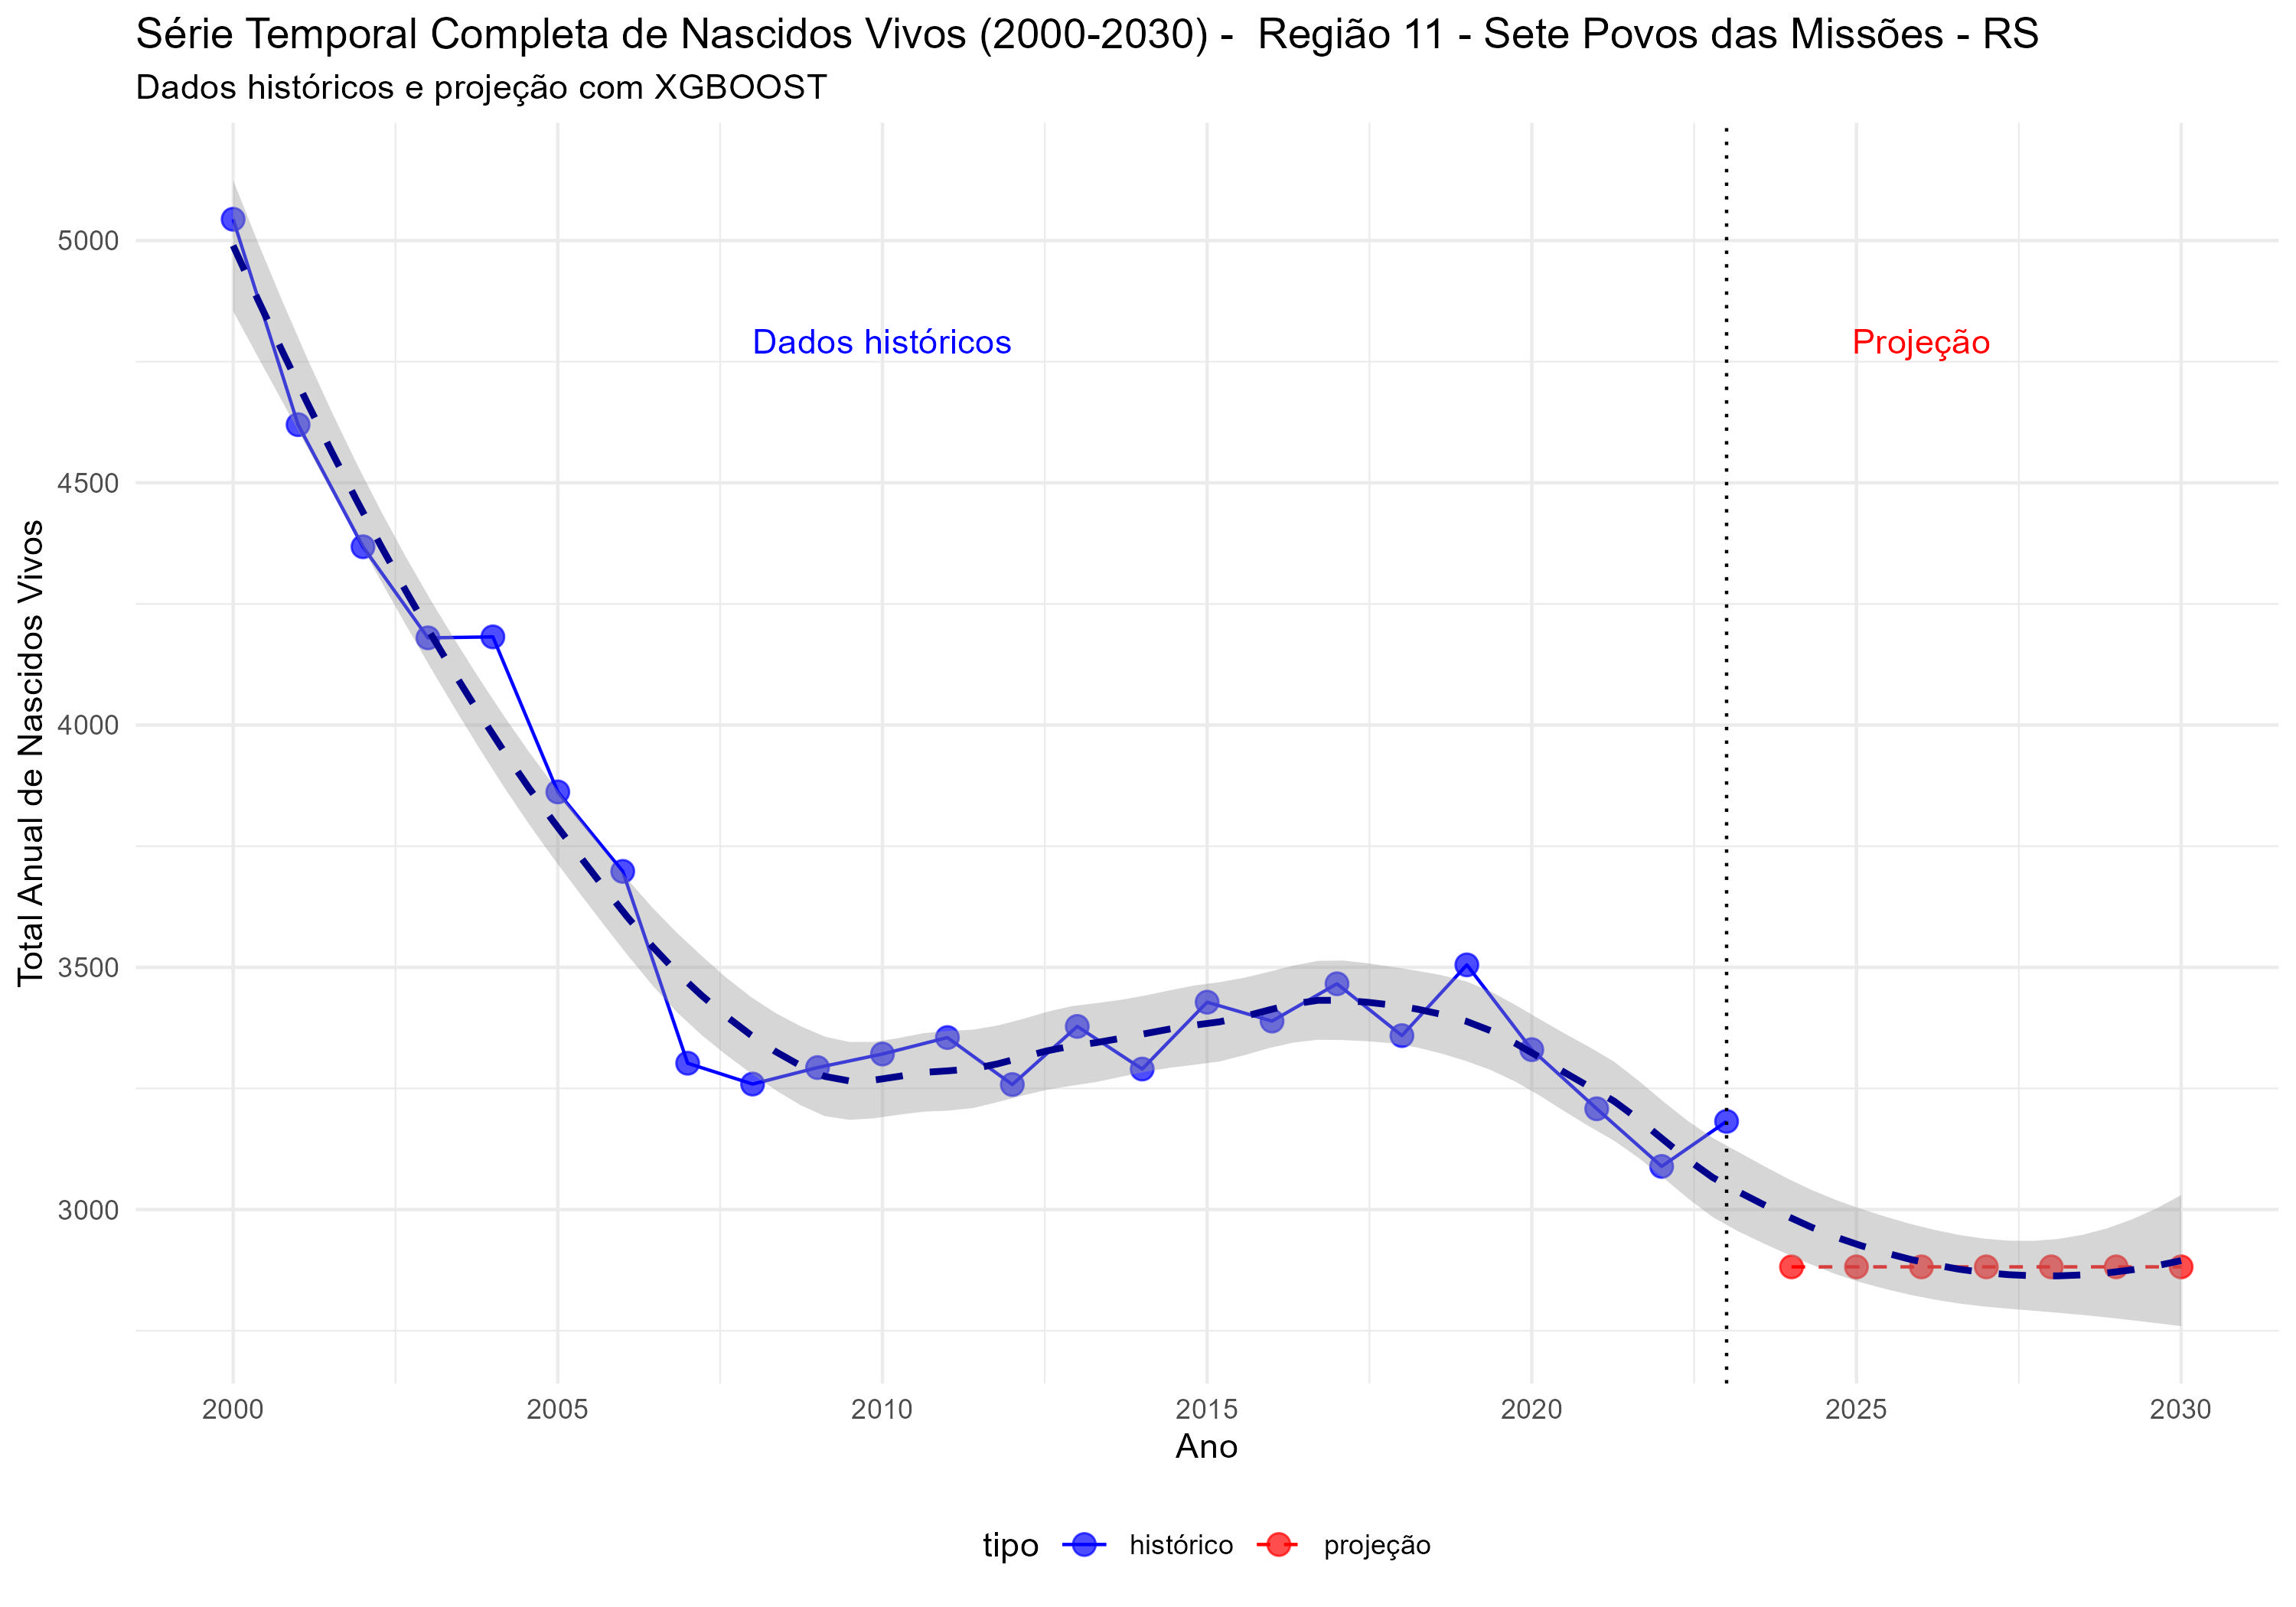 Série Temporal Completa de Nascidos Vivos (2000-2030) -  Região 11 - Sete Povos das Missões - RS
Dados históricos e projeção com XGBOOST
Total Anual de Nascidos Vivos
5000
4500
4000
3500
3000
Dados históricos
Projeção
2000
2005
2010
2015
2020
2025
2030
Ano
tipo
histórico
projeção